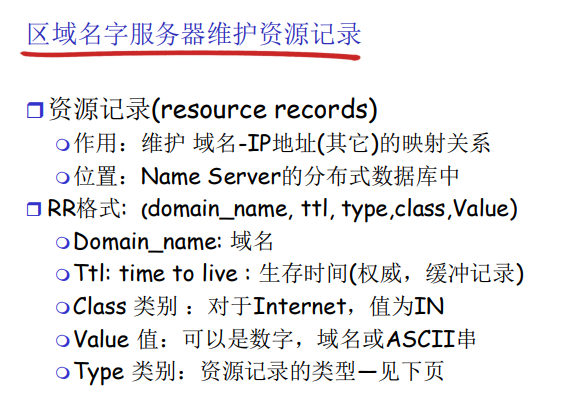 区域名字服务器维护资源记录
资源记录(resource records)
作用：维护 域名-IP地址(其它)的映射关系
位置：Name Server的分布式数据库中
RR格式: (domain_name, ttl, type,class,Value)
Domain_name: 域名
Ttl: time to live : 生存时间(权威，缓冲记录)
Class 类别 ：对于Internet，值为IN
Value 值：可以是数字，域名或ASCII串
Type 类别：资源记录的类型—见下页